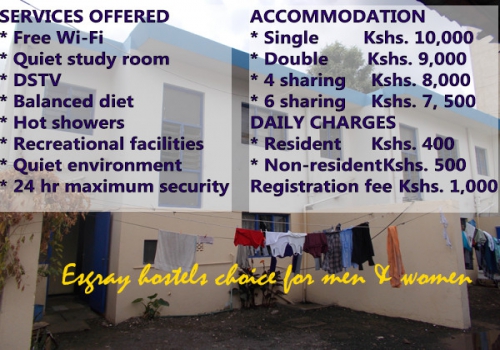 SERVICES OFFERED
* Free Wi-Fi
* Quiet study room
* DSTV
* Balanced diet
* Hot showers
* Recreational facilities
* Quiet environment
* 24 hr maximum security
ACCOMMODATION
* Single Kshs. 10,000
* Double Kshs. 9,000
* 4 sharing Kshs. 8,000
* 6 sharing Kshs. 7, 500
DAILY CHARGES
* Resident Kshs. 400
* Non-residentKshs. 500
Registration fee Kshs. 1,000
Esgray hostels choice for men & women